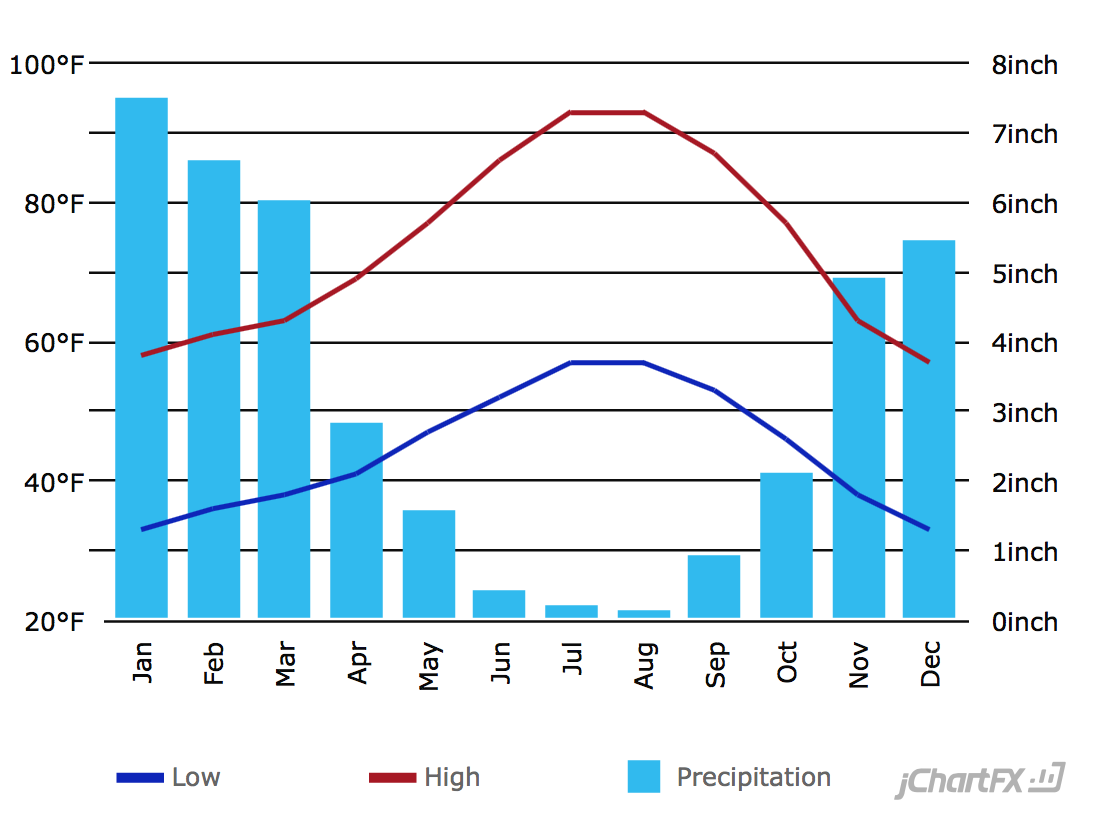 100°F 8inch
7inch
80°F 6inch
5inch
60°F 4inch
3inch
40°F 2inch
1inch
20°F 0inch
Jan Feb Mar Apr May Jun Jul Aug Sep Oct Nov Dec
Low High Precipitation
jChartFX